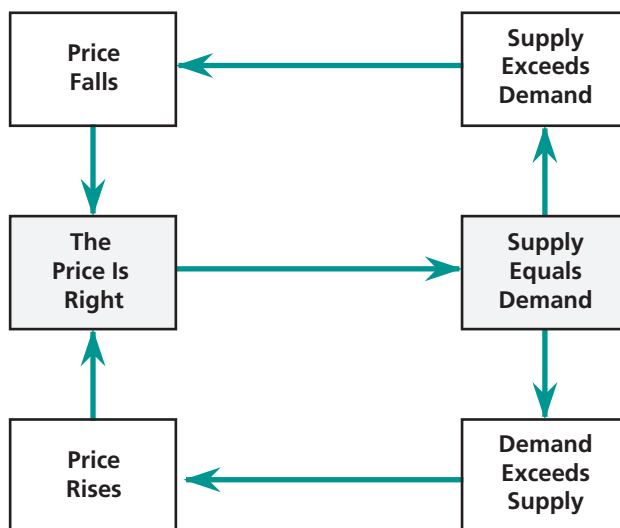 Price
Falls
Supply
Exceeds
Demand
The
Price Is
Right
Supply
Equals
Demand
Price
Rises
Demand
Exceeds
Supply